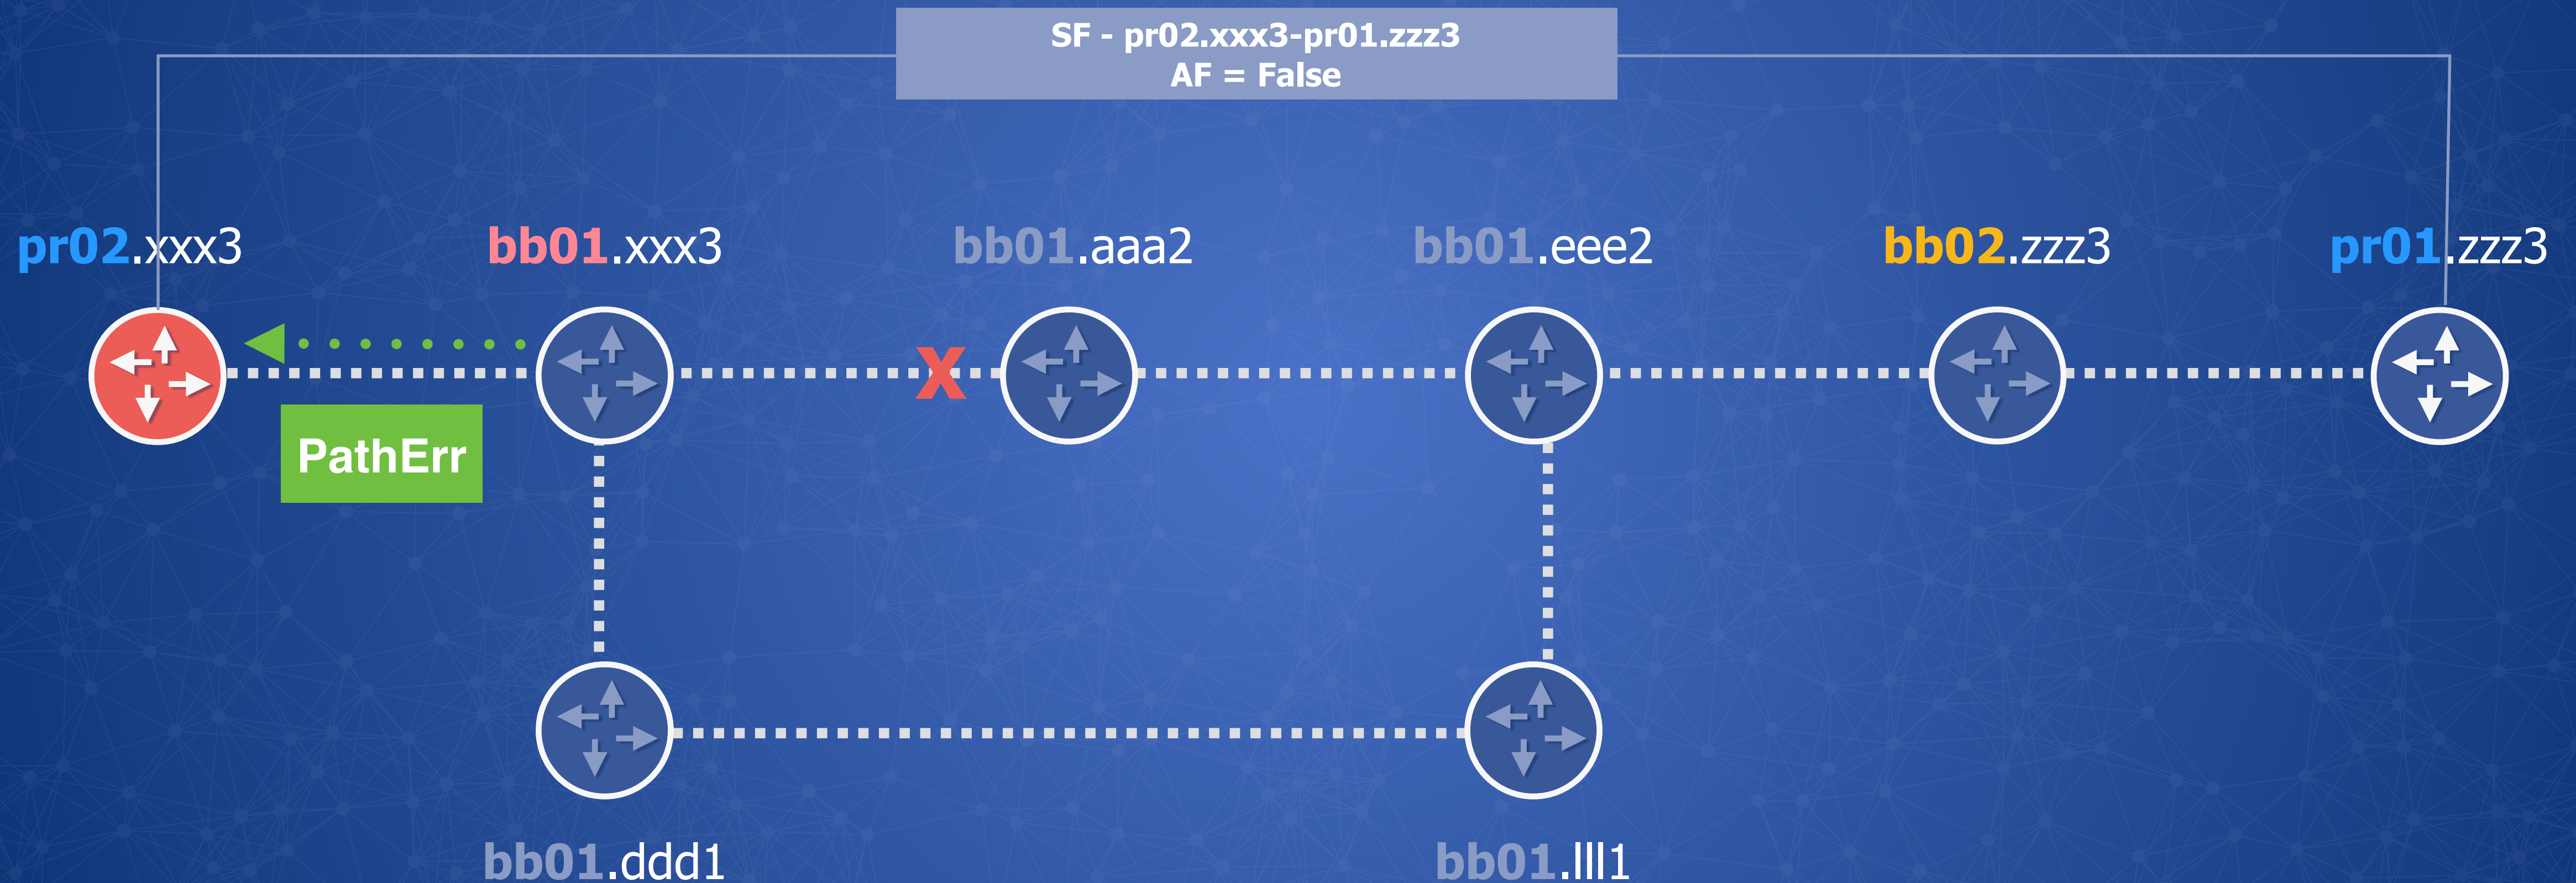 SF - pr02.xxx3-pr01.zzz3
AF = False
pr02.xxx3
bb01.xxx3
bb01.aaa2
bb01.eee2
bb02.zzz3
pr01.zzz3
X
PathErr
bb01.ddd1
bb01.lll1